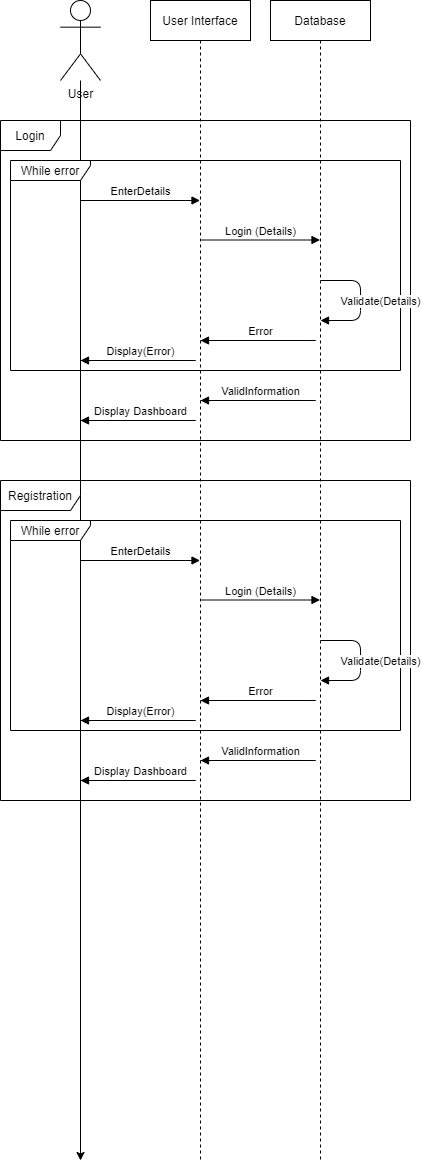 User Interface
Database
User
Login
While error
EnterDetails
Login (Details)
Validate(Details)
Error
Display(Error)
ValidInformation
Display Dashboard
Registration
While error
EnterDetails
Login (Details)
Validate(Details)
Error
Display(Error)
ValidInformation
Display Dashboard